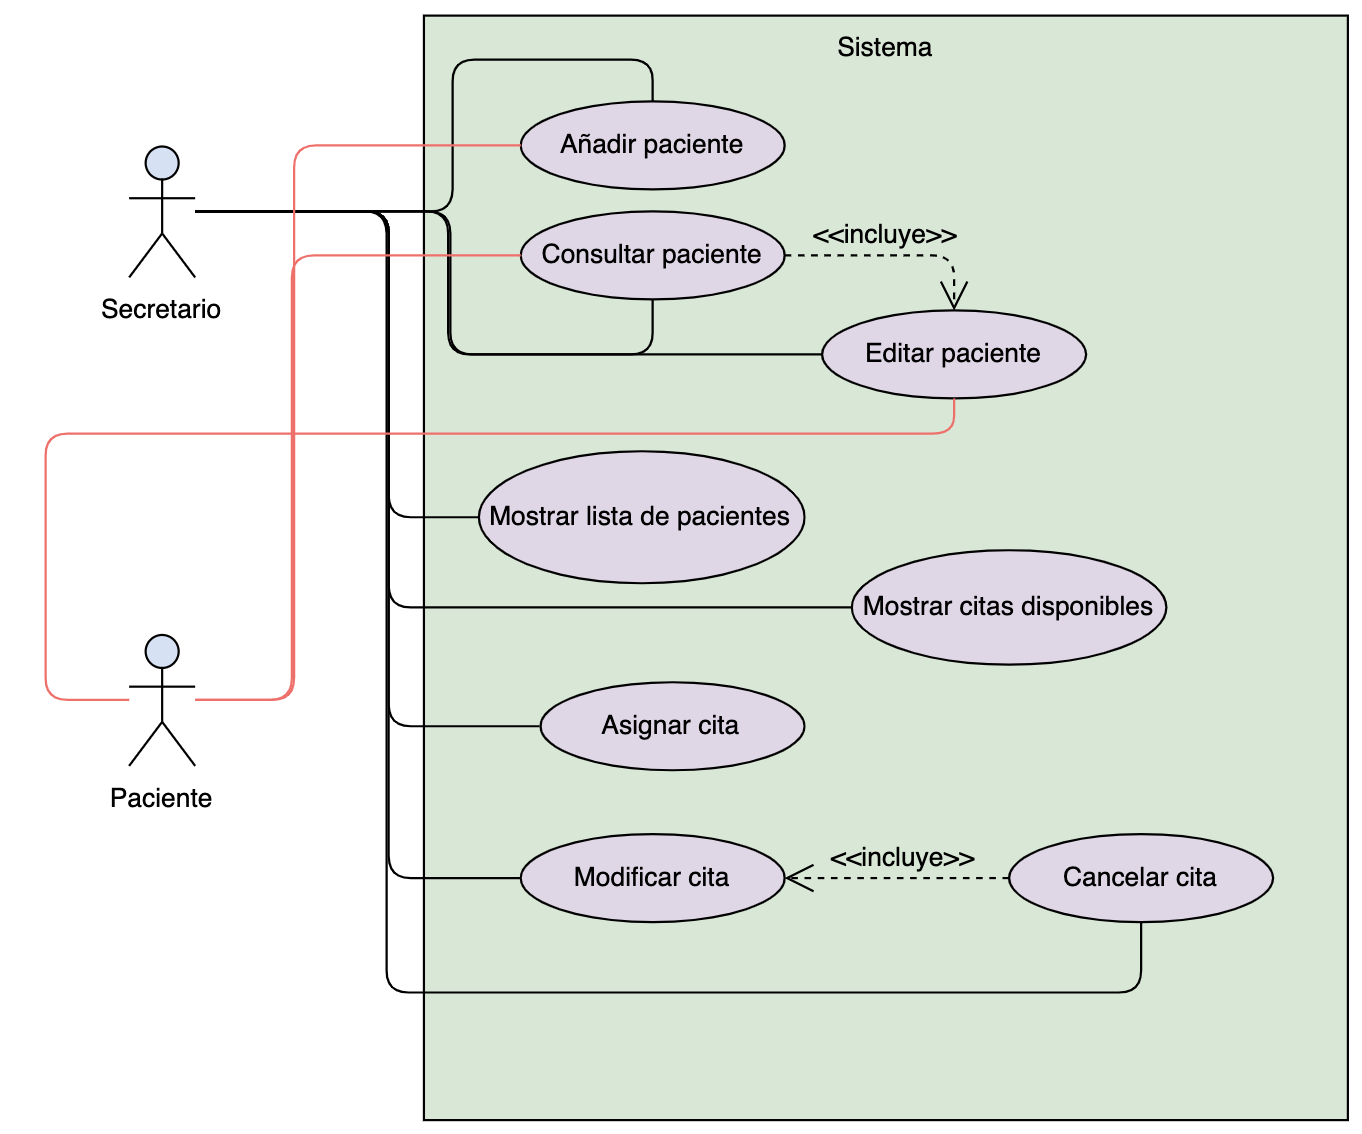 Sistema
Añadir paciente
Secretario
Consultar paciente
<<incluye>>
Editar paciente
Mostrar lista de pacientes
Mostrar citas disponibles
Asignar cita
Paciente
Modificar cita
<<incluye>>
Cancelar cita